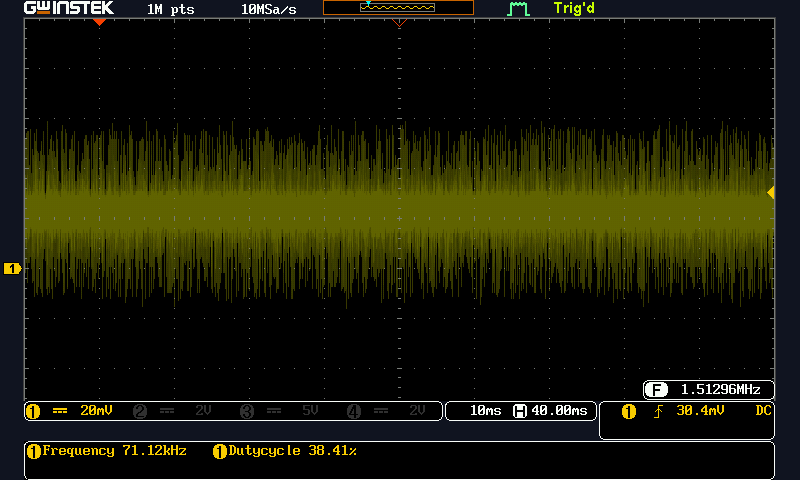 GWINSTEK 1M pts 10MSa/s Trig'd
1
F 1.51296MHz
1 20mV 2 2V 3 5V 4 2V 10ms H 40.00ms 1 30.4mV DC
1 Frequency 71.12kHz 1 Dutycycle 38.41%